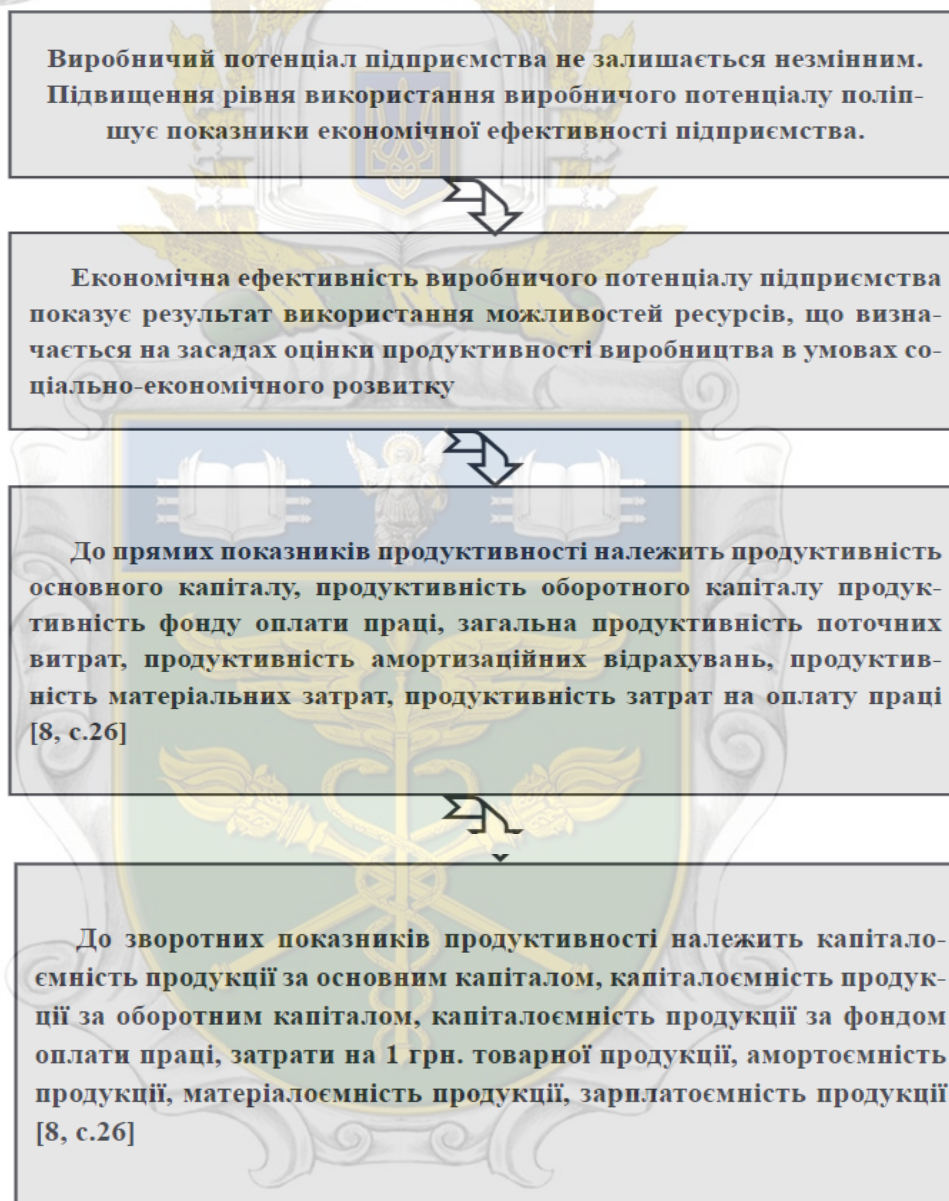 Виробничий потенціал підприємства не залишається незмінним.
Підвищення рівня використання виробничого потенціалу поліп-
шує показники економічної ефективності підприємства.
Економічна ефективність виробничого потенціалу підприємства
показує результат використання можливостей ресурсів, що визна-
чається на засадах оцінки продуктивності виробництва в умовах со-
ціально-економічного розвитку
До прямих показників продуктивності належить продуктивність
основного капіталу, продуктивність оборотного капіталу продук-
тивність фонду оплати праці, загальна продуктивність поточних
витрат, продуктивність амортизаційних відрахувань, продуктив-
ність матеріальних затрат, продуктивність затрат на оплату праці
[8, с.26]
До зворотних показників продуктивності належить капітало-
ємність продукції за основним капіталом, капіталоємність продук-
ції за оборотним капіталом, капіталоємність продукції за фондом
оплати праці, затрати на 1 грн. товарної продукції, амортоємність
продукції, матеріалоємність продукції, зарплатоємність продукції
[8, с.26]